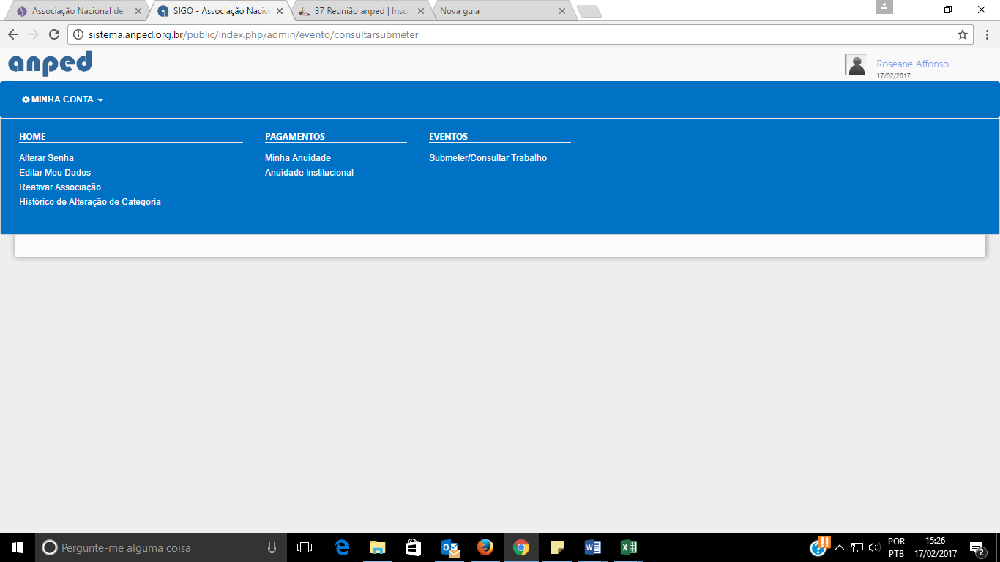 Associação Nacional de P
SIGO - Associação Nacio
37 Reunião anped | Inscri
Nova guia
sistema.anped.org.br/public/index.php/admin/evento/consultarsubmeter
anped
Roseane Affonso
17/02/2017
MINHA CONTA
HOME
Alterar Senha
Editar Meu Dados
Reativar Associação
Histórico de Alteração de Categoria
PAGAMENTOS
Minha Anuidade
Anuidade Institucional
EVENTOS
Submeter/Consultar Trabalho
Pergunte-me alguma coisa
POR
PTB
15:26
17/02/2017
2